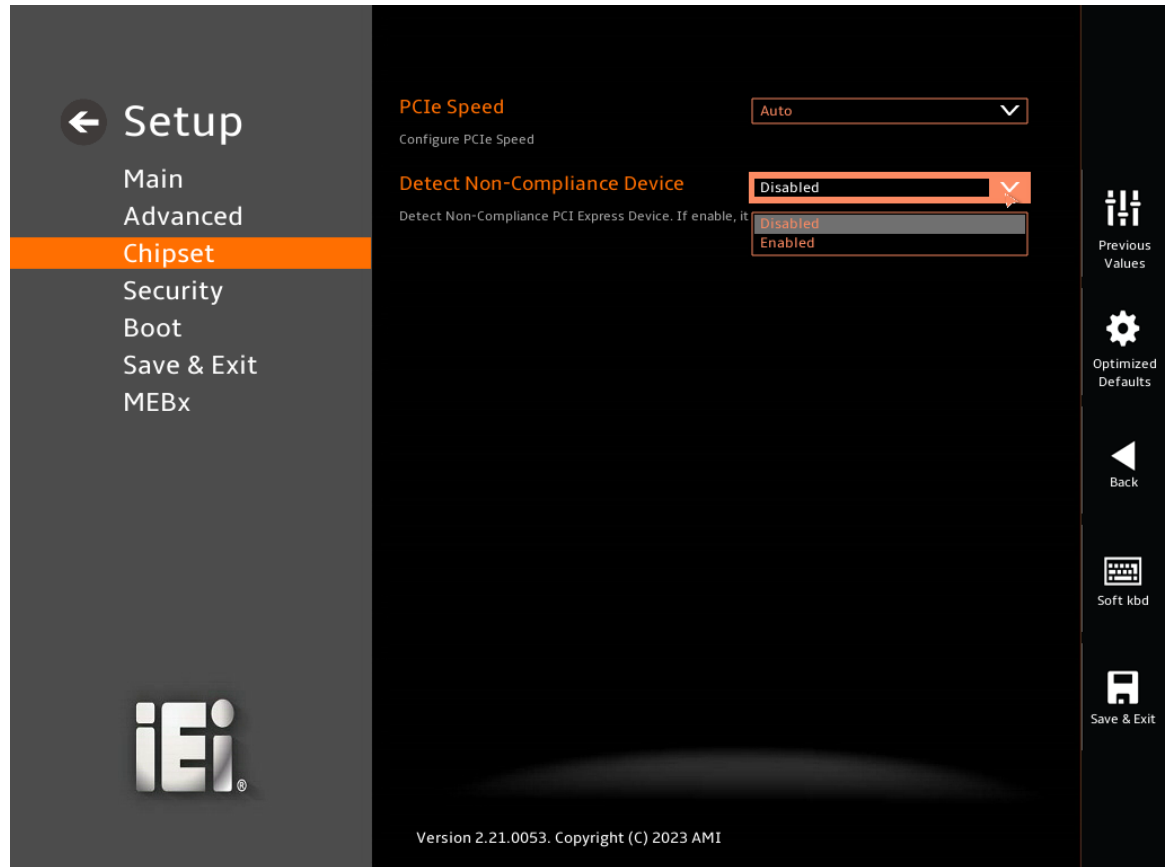 Setup
Main
Advanced
Chipset
Security
Boot
Save & Exit
MEBx
iEi®
PCIe Speed
Auto
Configure PCIe Speed
Detect Non-Compliance Device
Disabled
Detect Non-Compliance PCI Express Device. If enable, it
Disabled
Enabled
Version 2.21.0053. Copyright (C) 2023 AMI
Previous
Values
Optimized
Defaults
Back
Soft kbd
Save & Exit